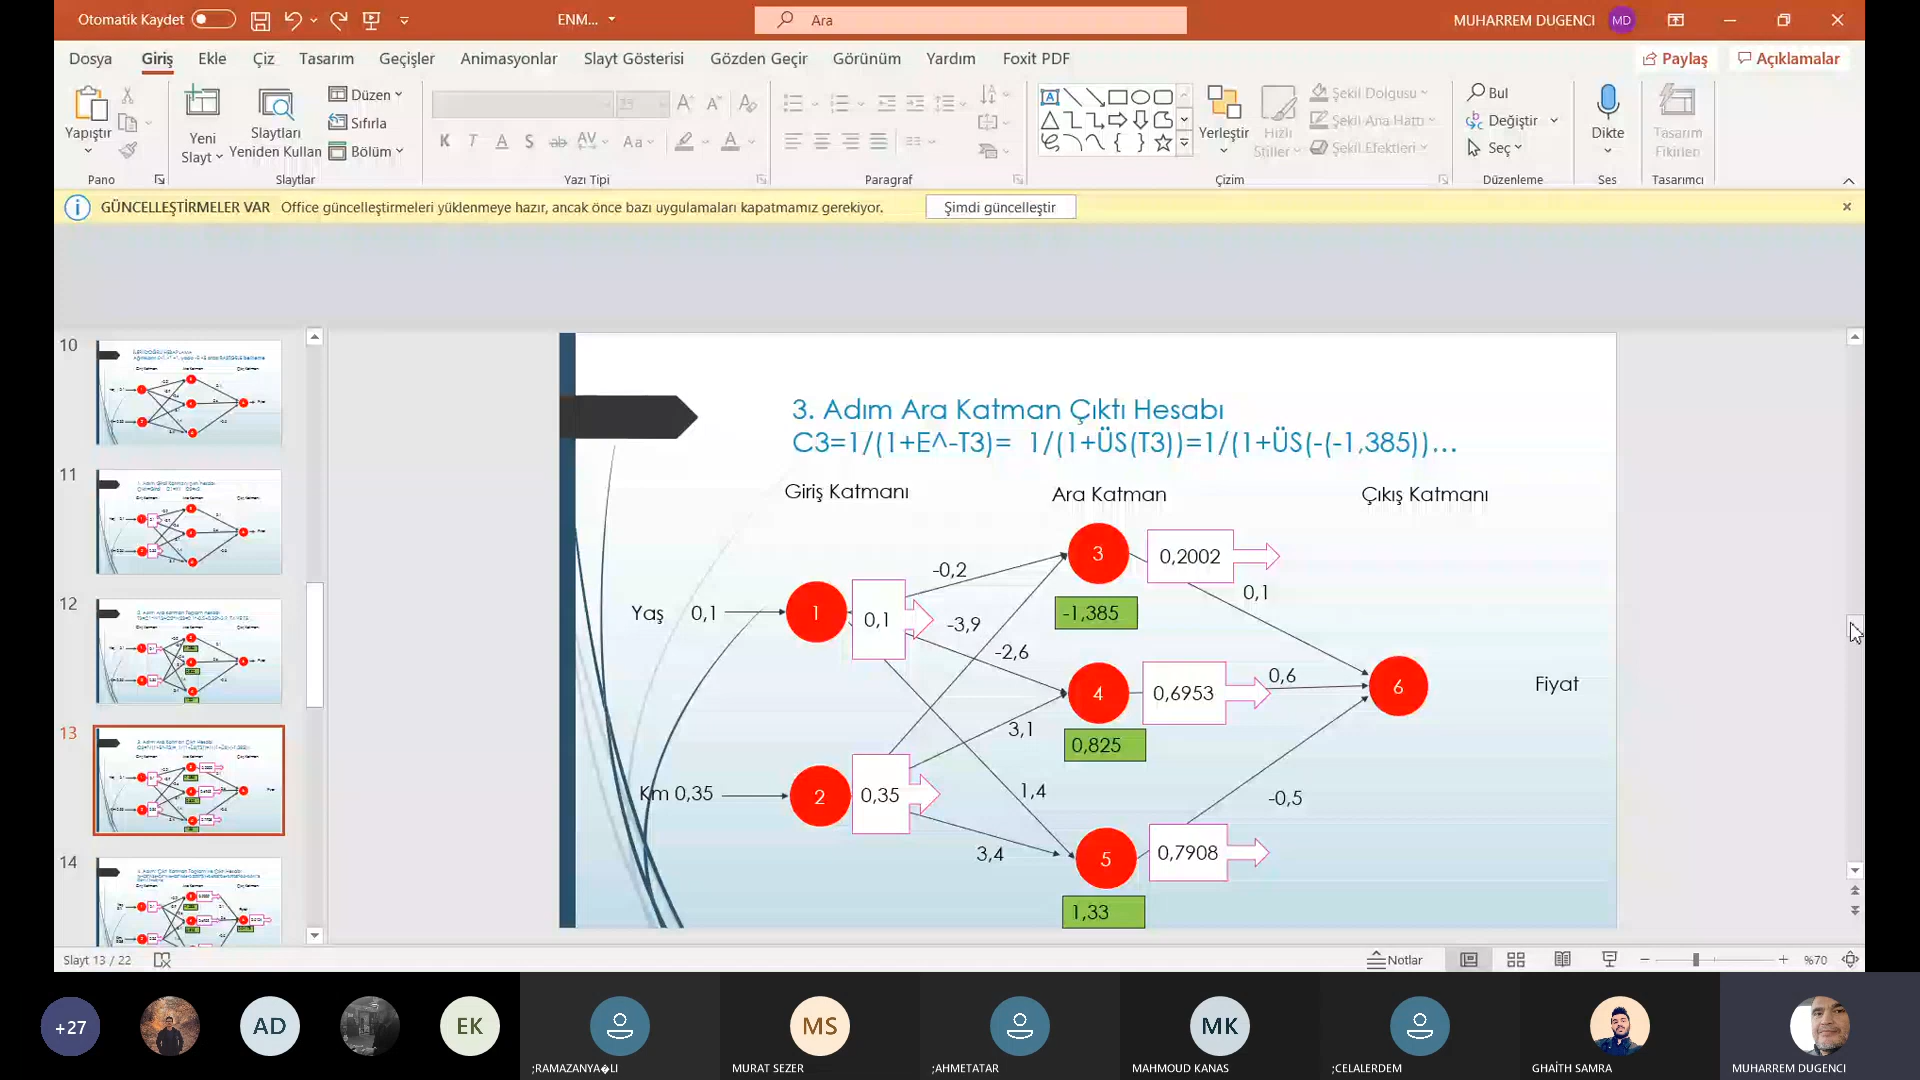 Otomatik Kaydet
ENM...
Ara
MUHARREM DUGENCI
MD
Dosya
Giriş
Ekle
Çiz
Tasarım
Geçişler
Animasyonlar
Slayt Gösterisi
Gözden Geçir
Görünüm
Yardım
Foxit PDF
Paylaş
Açıklamalar
Yapıştır
Yeni
Slayt
Slaytları
Yeniden Kullan
Düzen
Sıfırla
Bölüm
K T A S ab AV Aa A
Yerleştir
Hızlı
Stiller
Şekil Dolgusu
Şekil Ana Hattı
Şekil Efektleri
Bul
Değiştir
Seç
Dikte
Tasarım
Fikirleri
Pano
Slaytlar
Yazı Tipi
Paragraf
Çizim
Düzenleme
Ses
Tasarımcı
GÜNCELLEŞTİRMELER VAR Office güncelleştirmeleri yüklenmeye hazır, ancak önce bazı uygulamaları kapatmamız gerekiyor.
Şimdi güncelleştir
10
11
12
13
14
3. Adım Ara Katman Çıktı Hesabı
C3=1/(1+E^-T3)= 1/(1+ÜS(T3))=1/(1+ÜS(-(-1,385))...
Giriş Katmanı
Ara Katman
Çıkış Katmanı
3
0,2002
-0,2
0,1
Yaş 0,1
1
0,1
-1,385
-3,9
-2,6
4
0,6953
0,6
6
Fiyat
3,1
0,825
Km 0,35
2
0,35
1,4
-0,5
3,4
5
0,7908
1,33
Slayt 13 / 22
Notlar
%70
+27
AD
EK
MS
MK
;RAMAZANYA�LI
MURAT SEZER
;AHMETATAR
MAHMOUD KANAS
;CELALERDEM
GHAİTH SAMRA
MUHARREM DUGENCI